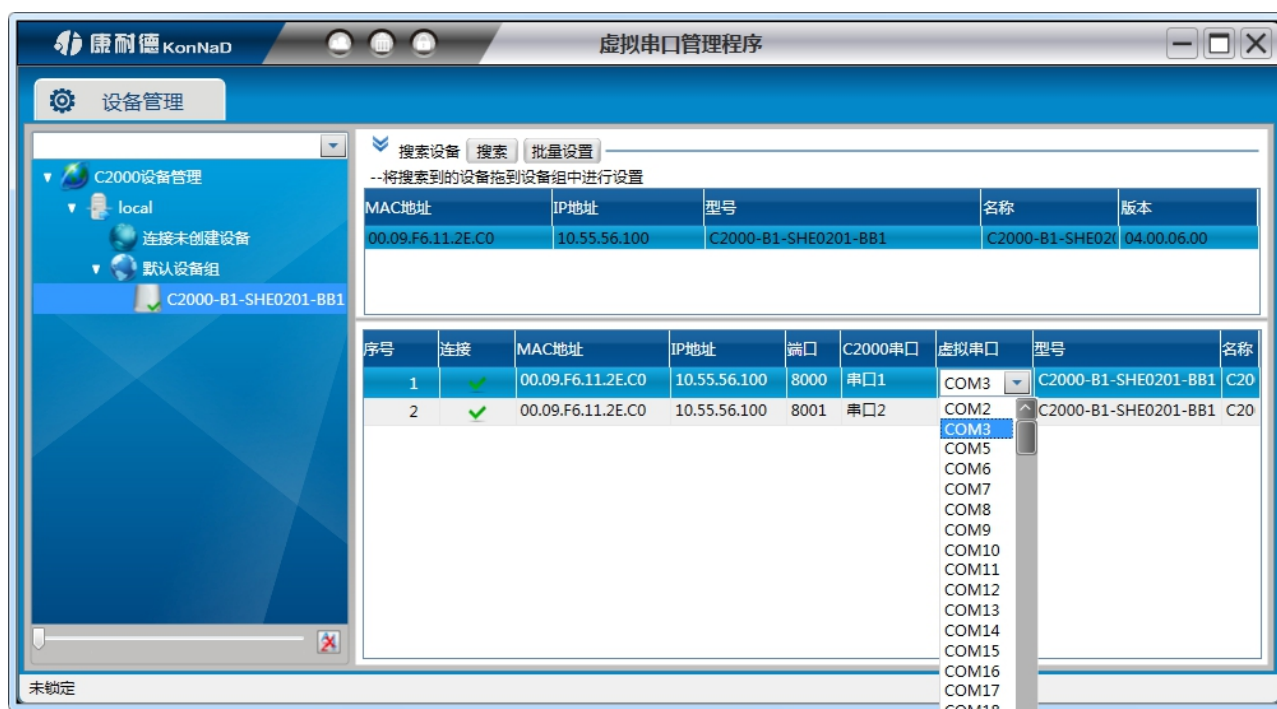 康耐德 KonNaD
虚拟串口管理程序
设备管理
C2000设备管理
local
连接未创建设备
默认设备组
C2000-B1-SHE0201-BB1
搜索设备 搜索 批量设置
--将搜索到的设备拖到设备组中进行设置
MAC地址 IP地址 型号 名称 版本
00.09.F6.11.2E.C0 10.55.56.100 C2000-B1-SHE0201-BB1 C2000-B1-SHE02( 04.00.06.00
序号 连接 MAC地址 IP地址 端口 C2000串口 虚拟串口 型号 名称
1 00.09.F6.11.2E.C0 10.55.56.100 8000 串口1 COM3 C2000-B1-SHE0201-BB1 C20
2 00.09.F6.11.2E.C0 10.55.56.100 8001 串口2 COM2 C2000-B1-SHE0201-BB1 C20
COM3
COM5
COM6
COM7
COM8
COM9
COM10
COM11
COM12
COM13
COM14
COM15
COM16
COM17
COM18
未锁定